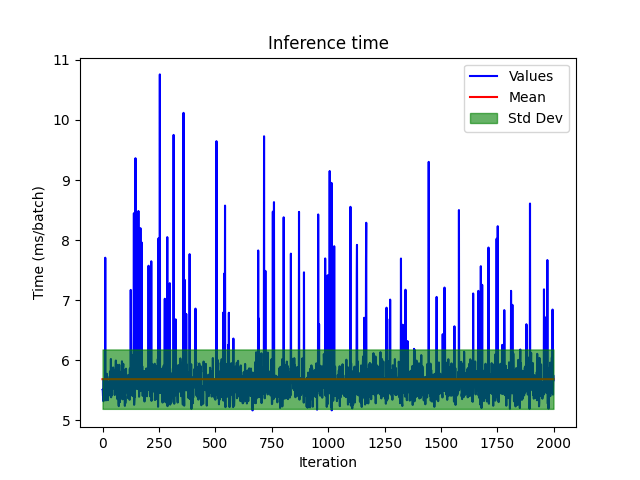 Inference time
11
10
9
8
7
6
5
Time (ms/batch)
Values
Mean
Std Dev
0 250 500 750 1000 1250 1500 1750 2000
Iteration